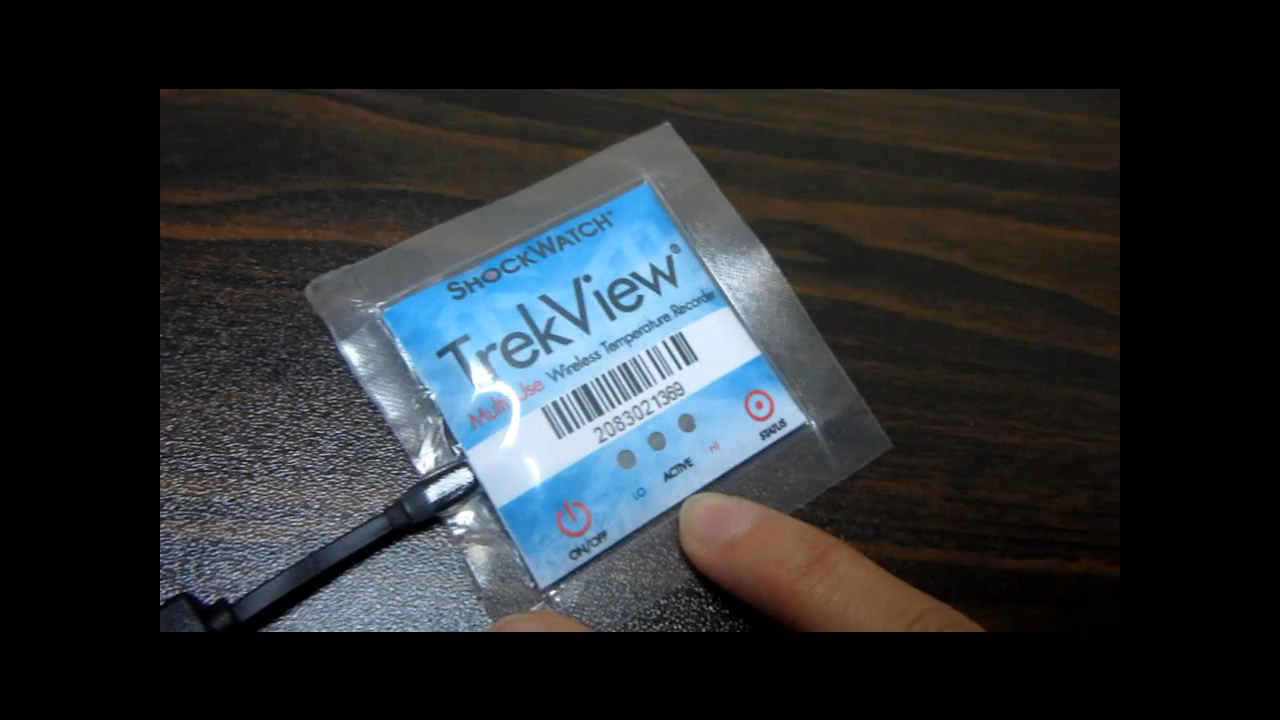 SHOCKWATCH®
TrekView®
Multi-Use Wireless Temperature Recorder
2083021369
ON/OFF
LO
ACTIVE
HI
STATUS